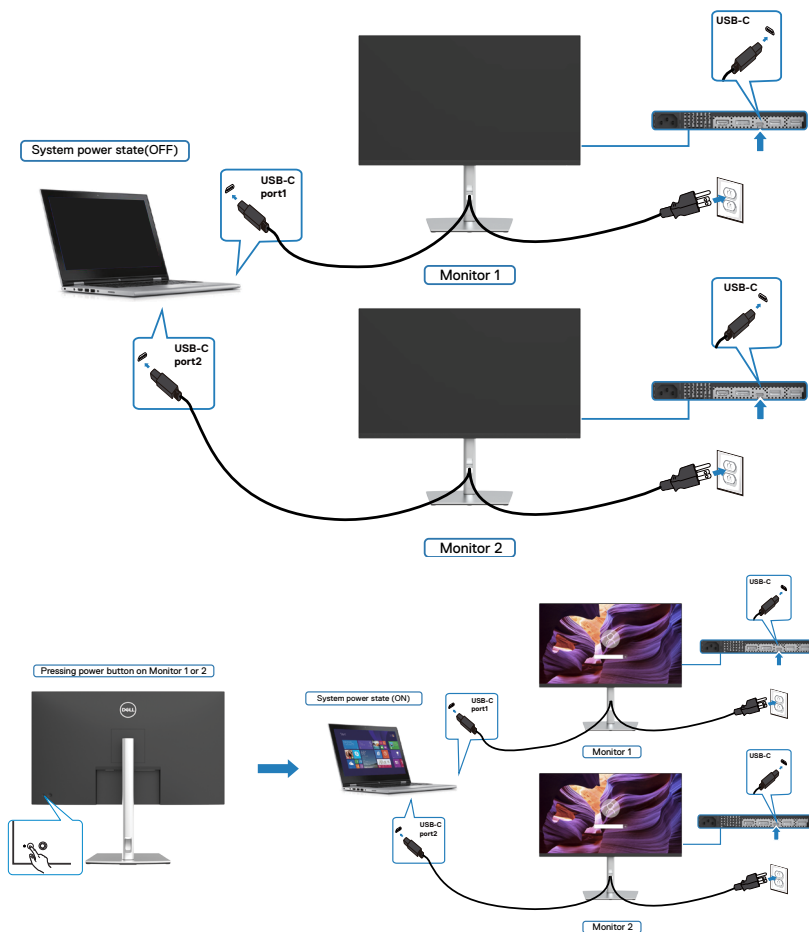 USB-C
System power state(OFF)
USB-C
port1
Monitor 1
USB-C
USB-C
port2
Monitor 2
USB-C
Pressing power button on Monitor 1 or 2
DELL
System power state (ON)
USB-C
port1
Monitor 1
USB-C
USB-C
port2
Monitor 2